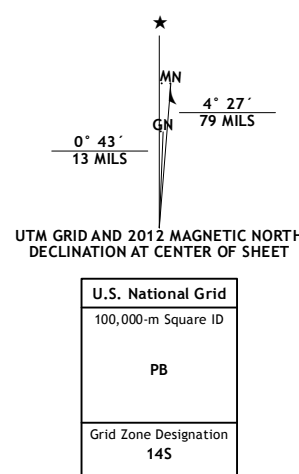 ★
MN
4° 27´
79 MILS
GN
0° 43´
13 MILS
UTM GRID AND 2012 MAGNETIC NORTH
DECLINATION AT CENTER OF SHEET
U.S. National Grid
100,000-m Square ID
PB
Grid Zone Designation
14S